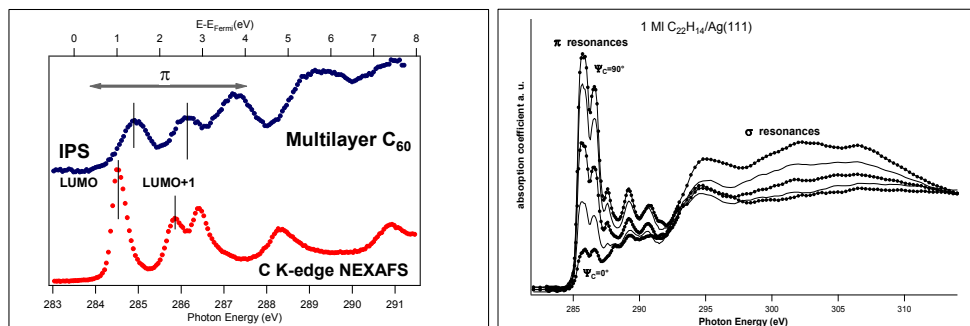 E-E_Fermi (eV)
0 1 2 3 4 5 6 7 8
π
IPS
Multilayer C₆₀
LUMO LUMO+1
C K-edge NEXAFS
283 284 285 286 287 288 289 290 291
Photon Energy (eV)
1 Ml C₂₂H₁₄/Ag(111)
π resonances
Ψ_C=90°
σ resonances
absorption coefficient a. u.
Ψ_C=0°
285 290 295 300 305 310
Photon Energy (eV)